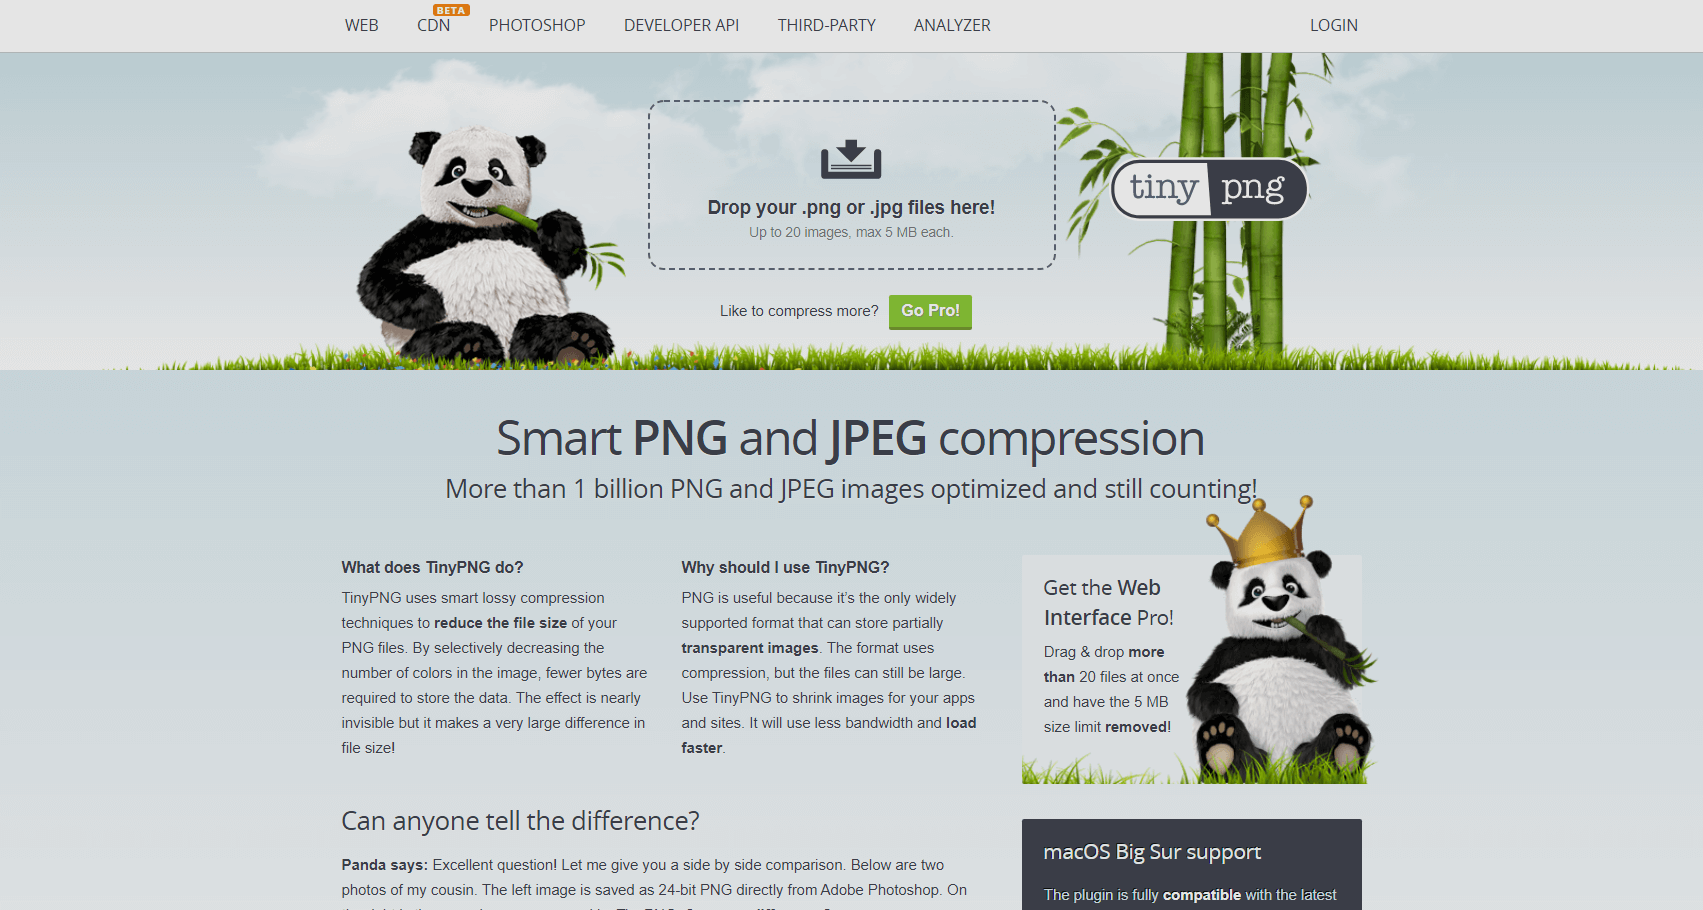 BETA
WEB CDN PHOTOSHOP DEVELOPER API THIRD-PARTY ANALYZER LOGIN
Drop your .png or .jpg files here!
Up to 20 images, max 5 MB each.
tiny png
Like to compress more? Go Pro!
Smart PNG and JPEG compression
More than 1 billion PNG and JPEG images optimized and still counting!
What does TinyPNG do?
TinyPNG uses smart lossy compression
techniques to reduce the file size of your
PNG files. By selectively decreasing the
number of colors in the image, fewer bytes are
required to store the data. The effect is nearly
invisible but it makes a very large difference in
file size!
Why should I use TinyPNG?
PNG is useful because it's the only widely
supported format that can store partially
transparent images. The format uses
compression, but the files can still be large.
Use TinyPNG to shrink images for your apps
and sites. It will use less bandwidth and load
faster.
Get the Web
Interface Pro!
Drag & drop more
than 20 files at once
and have the 5 MB
size limit removed!
Can anyone tell the difference?
Panda says: Excellent question! Let me give you a side by side comparison. Below are two
photos of my cousin. The left image is saved as 24-bit PNG directly from Adobe Photoshop. On
macOS Big Sur support
The plugin is fully compatible with the latest